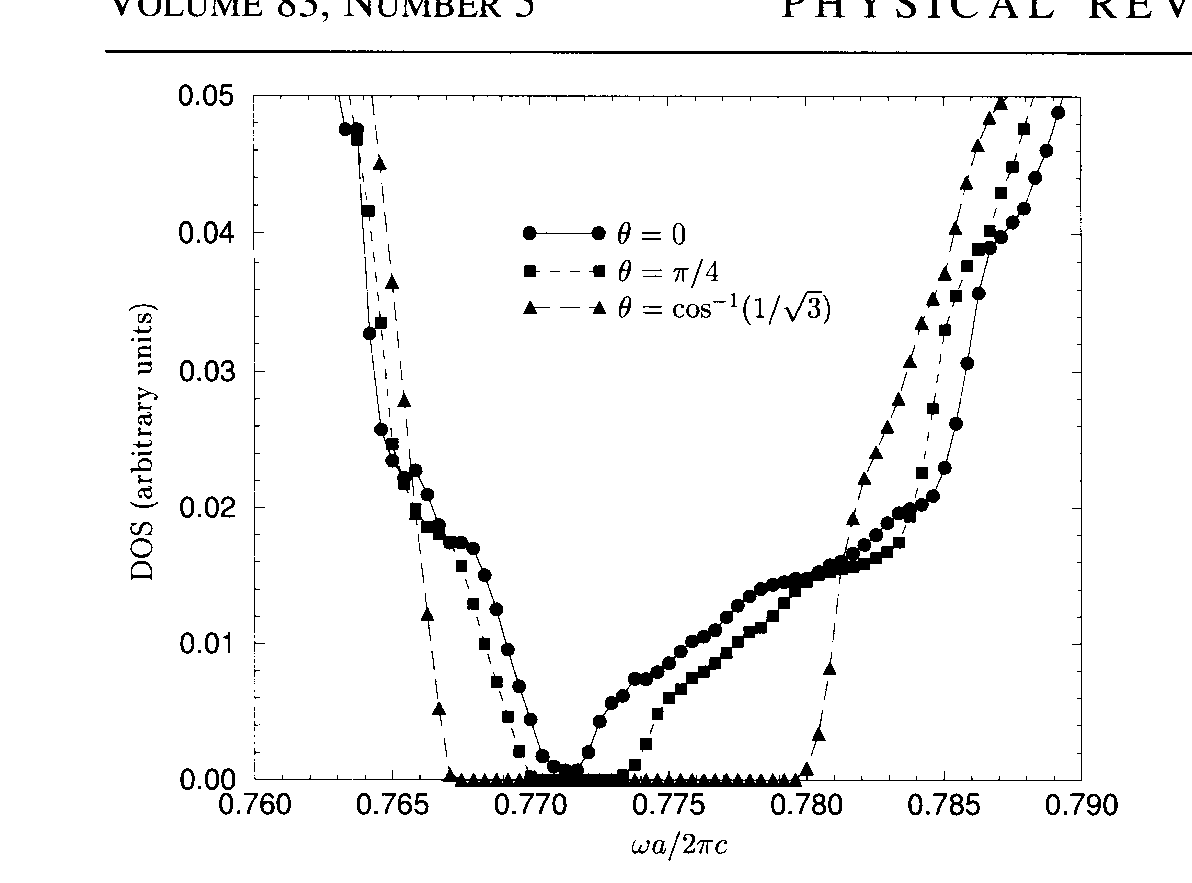 VOLUME 83, NUMBER 5 PHYSICAL REV
0.05
0.04
0.03
0.02
0.01
0.00
DOS (arbitrary units)
θ = 0
θ = π/4
θ = cos⁻¹(1/√3)
0.760 0.765 0.770 0.775 0.780 0.785 0.790
ωa/2πc